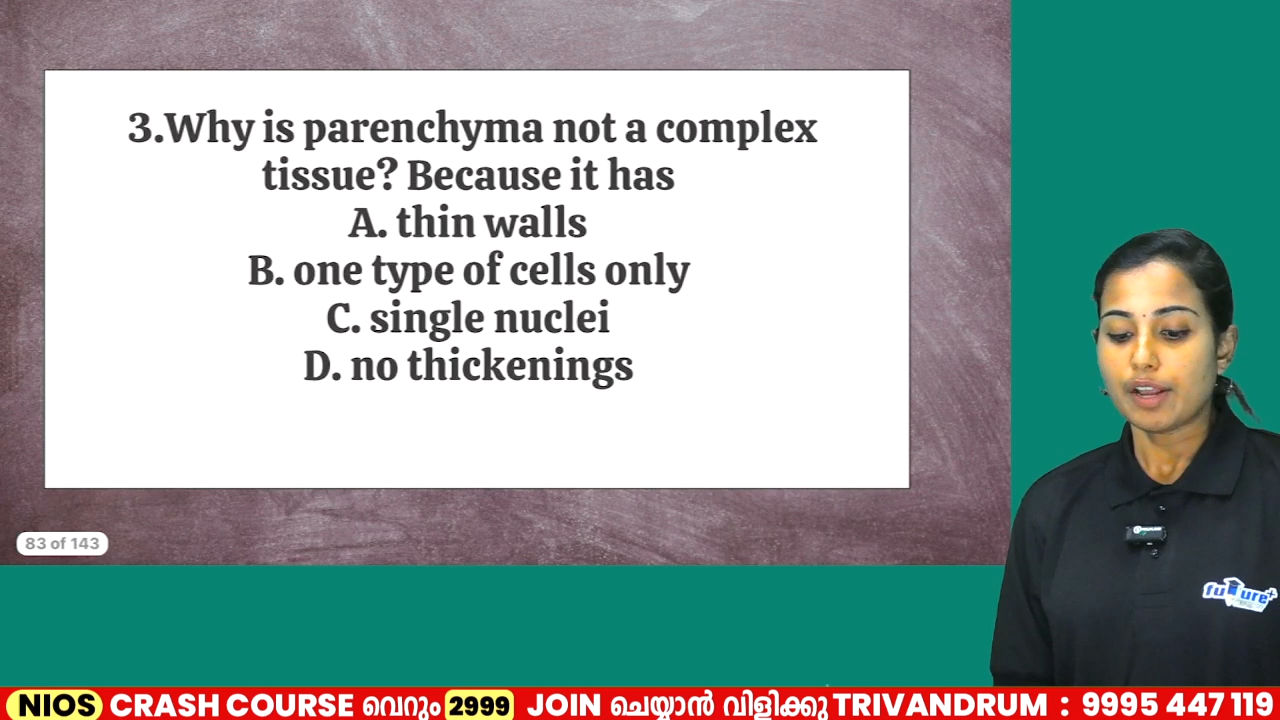 3.Why is parenchyma not a complex
tissue? Because it has
A. thin walls
B. one type of cells only
C. single nuclei
D. no thickenings
83 of 143
future+
NIOS CRASH COURSE വെറും 2999 JOIN ചെയ്യാൻ വിളിക്കൂ TRIVANDRUM : 9995 447 119